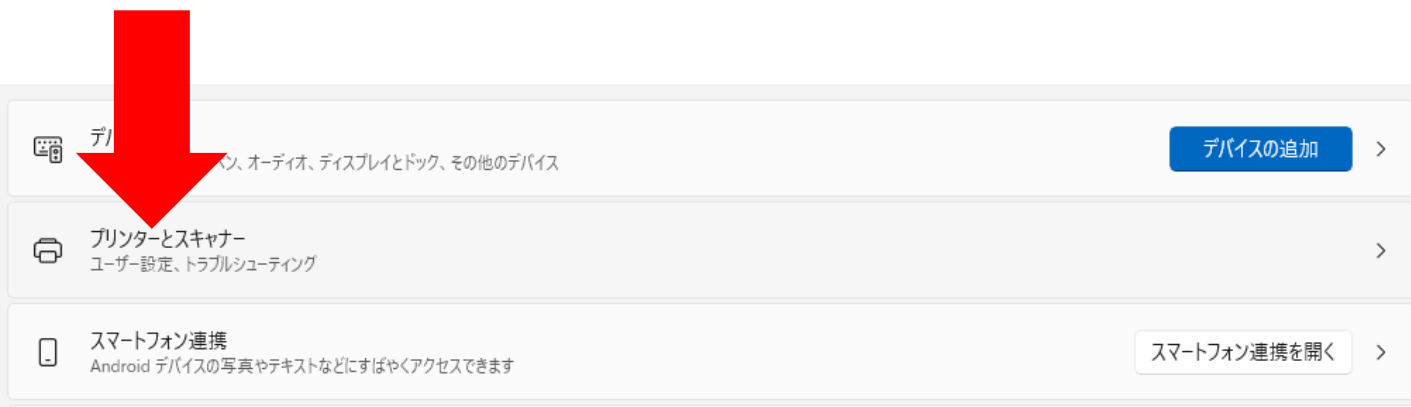 オーディオ、ディスプレイとドック、その他のデバイス
デバイスの追加
プリンターとスキャナー
ユーザー設定、トラブルシューティング
スマートフォン連携
Android デバイスの写真やテキストなどにすばやくアクセスできます
スマートフォン連携を開く